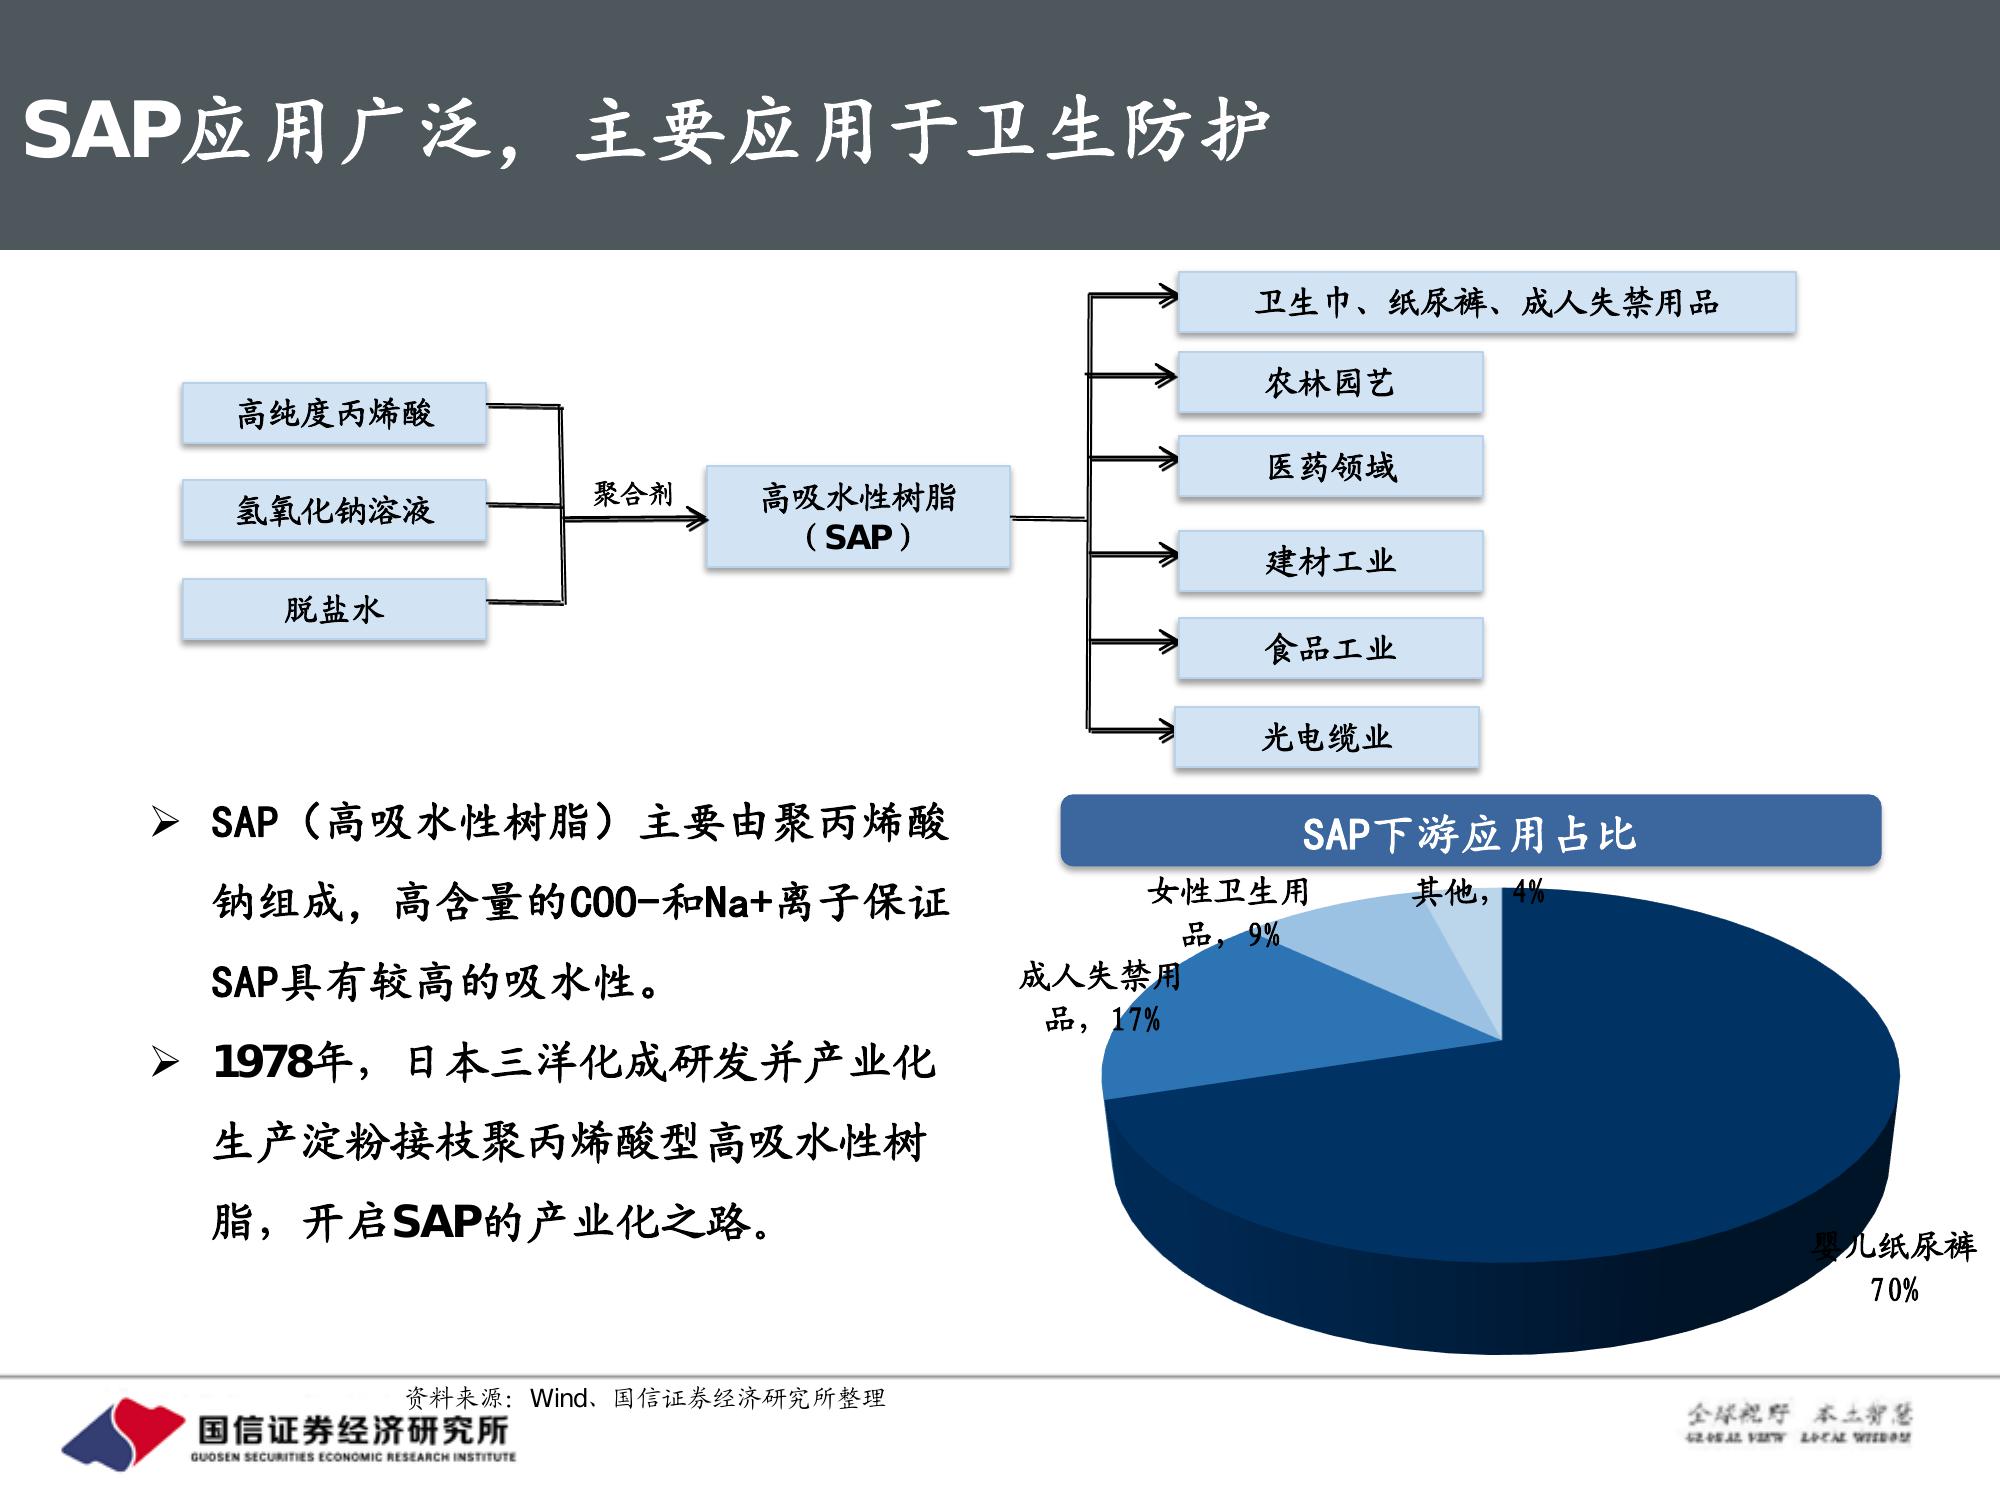 SAP应用广泛，主要应用于卫生防护
卫生巾、纸尿裤、成人失禁用品
农林园艺
医药领域
建材工业
食品工业
光电缆业
高纯度丙烯酸
氢氧化钠溶液
脱盐水
聚合剂
高吸水性树脂
（SAP）
SAP（高吸水性树脂）主要由聚丙烯酸
钠组成，高含量的COO-和Na+离子保证
SAP具有较高的吸水性。
1978年，日本三洋化成研发并产业化
生产淀粉接枝聚丙烯酸型高吸水性树
脂，开启SAP的产业化之路。
SAP下游应用占比
女性卫生用
品，9%
其他，4%
成人失禁用
品，17%
婴儿纸尿裤
70%
资料来源：Wind、国信证券经济研究所整理
国信证券经济研究所
GUOSEN SECURITIES ECONOMIC RESEARCH INSTITUTE
全球视野 本土智慧
GLOBAL VIEW LOCAL WISDOM